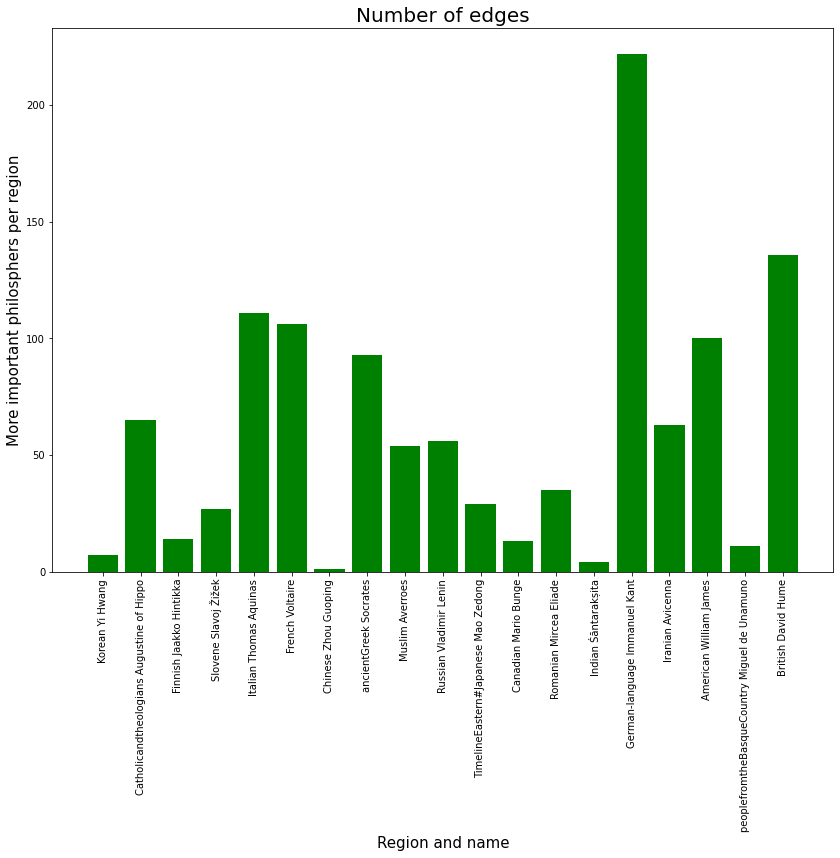 Number of edges
More important philosphers per region
200
150
100
50
0
Korean Yi Hwang
Catholicandtheologians Augustine of Hippo
Finnish Jaakko Hintikka
Slovene Slavoj Žižek
Italian Thomas Aquinas
French Voltaire
Chinese Zhou Guoping
ancientGreek Socrates
Muslim Averroes
Russian Vladimir Lenin
TimelineEastern#Japanese Mao Zedong
Canadian Mario Bunge
Romanian Mircea Eliade
Indian Śāntarakṣita
German-language Immanuel Kant
Iranian Avicenna
American William James
peoplefromtheBasqueCountry Miguel de Unamuno
British David Hume
Region and name